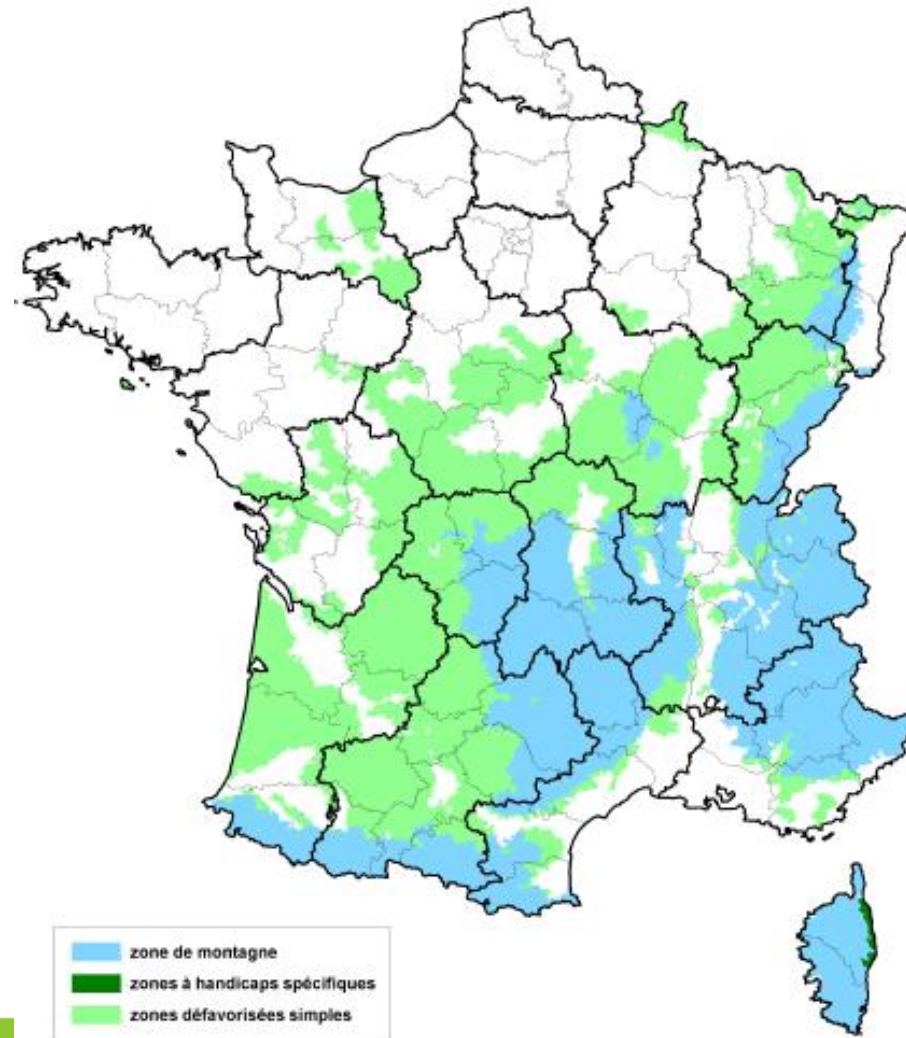 zone de montagne
zones à handicaps spécifiques
zones défavorisées simples